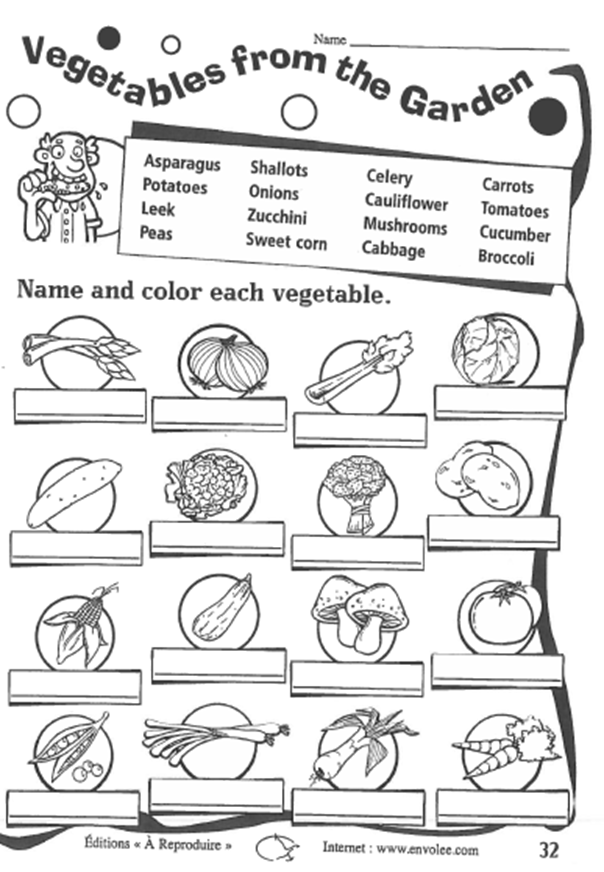 Name
Vegetables from the Garden
Asparagus Shallots Celery Carrots
Potatoes Onions Cauliflower Tomatoes
Leek Zucchini Mushrooms Cucumber
Peas Sweet corn Cabbage Broccoli
Name and color each vegetable.
Éditions « À Reproduire » Internet : www.envolee.com 32